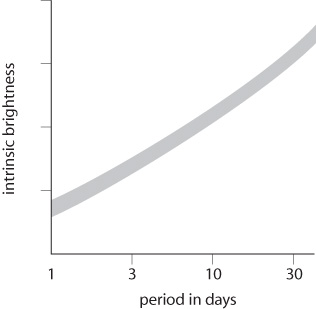 intrinsic brightness
1 3 10 30
period in days